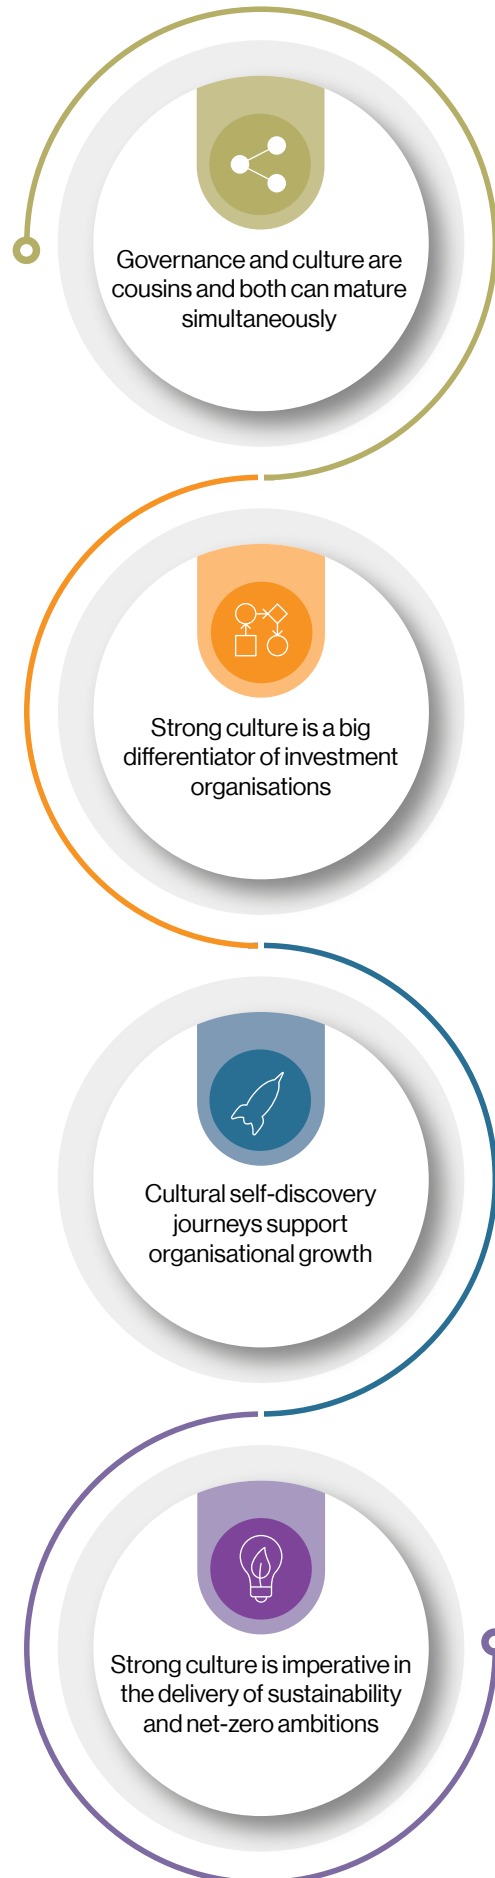 Governance and culture are
cousins and both can mature
simultaneously
Strong culture is a big
differentiator of investment
organisations
Cultural self-discovery
journeys support
organisational growth
Strong culture is imperative in
the delivery of sustainability
and net-zero ambitions